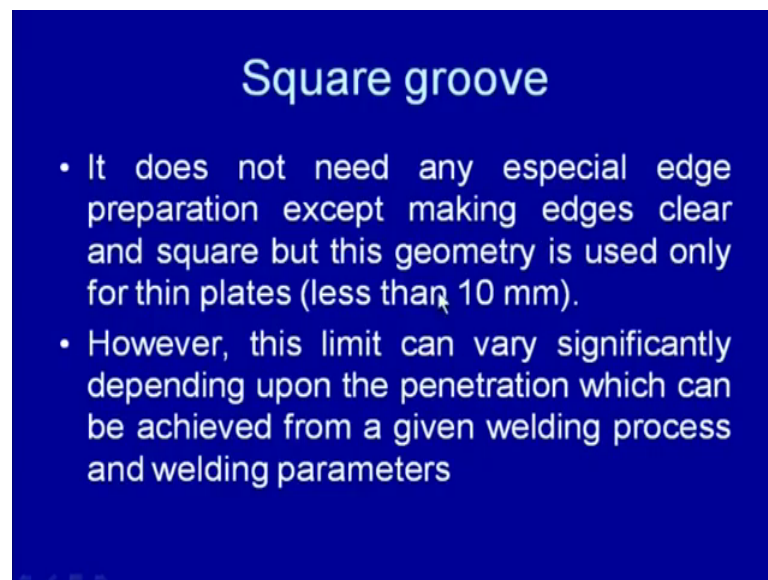 Square groove
• It does not need any especial edge
preparation except making edges clear
and square but this geometry is used only
for thin plates (less than 10 mm).
• However, this limit can vary significantly
depending upon the penetration which can
be achieved from a given welding process
and welding parameters